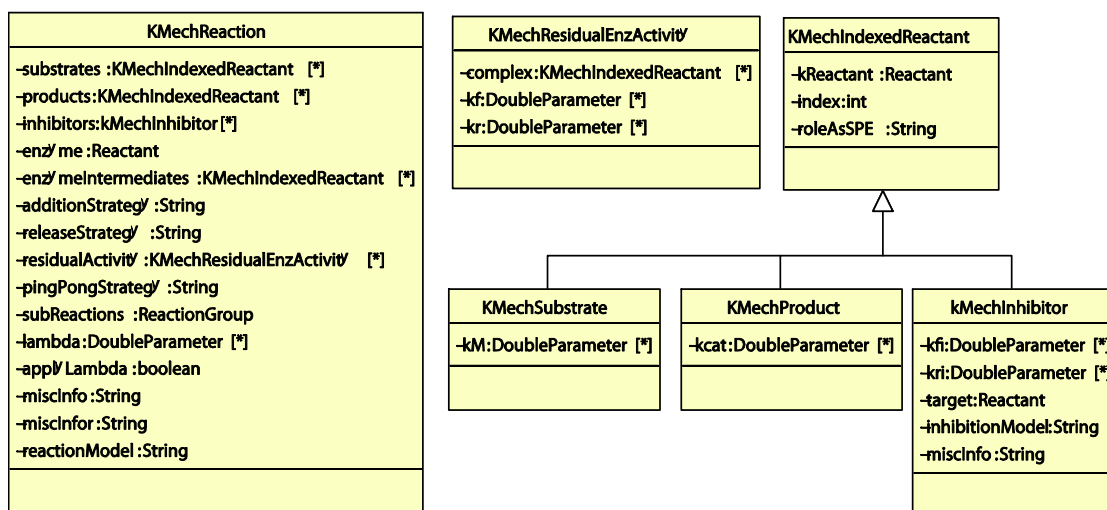 KMechReaction
-substrates :KMechIndexedReactant [*]
-products:KMechIndexedReactant [*]
-inhibitors:kMechInhibitor[*]
-enzyme :Reactant
-enzymeIntermediates :KMechIndexedReactant [*]
-additionStrategy :String
-releaseStrategy :String
-residualActivity :KMechResidualEnzActivity [*]
-pingPongStrategy :String
-subReactions :ReactionGroup
-lambda:DoubleParameter [*]
-applyLambda :boolean
-miscInfo :String
-miscInfor :String
-reactionModel :String
KMechResidualEnzActivity
-complex:KMechIndexedReactant [*]
-kf:DoubleParameter [*]
-kr:DoubleParameter [*]
KMechIndexedReactant
-kReactant :Reactant
-index:int
-roleAsSPE :String
KMechSubstrate
-kM:DoubleParameter [*]
KMechProduct
-kcat:DoubleParameter [*]
kMechInhibitor
-kfi:DoubleParameter [*]
-kri:DoubleParameter [*]
-target:Reactant
-inhibitionModel:String
-miscInfo :String